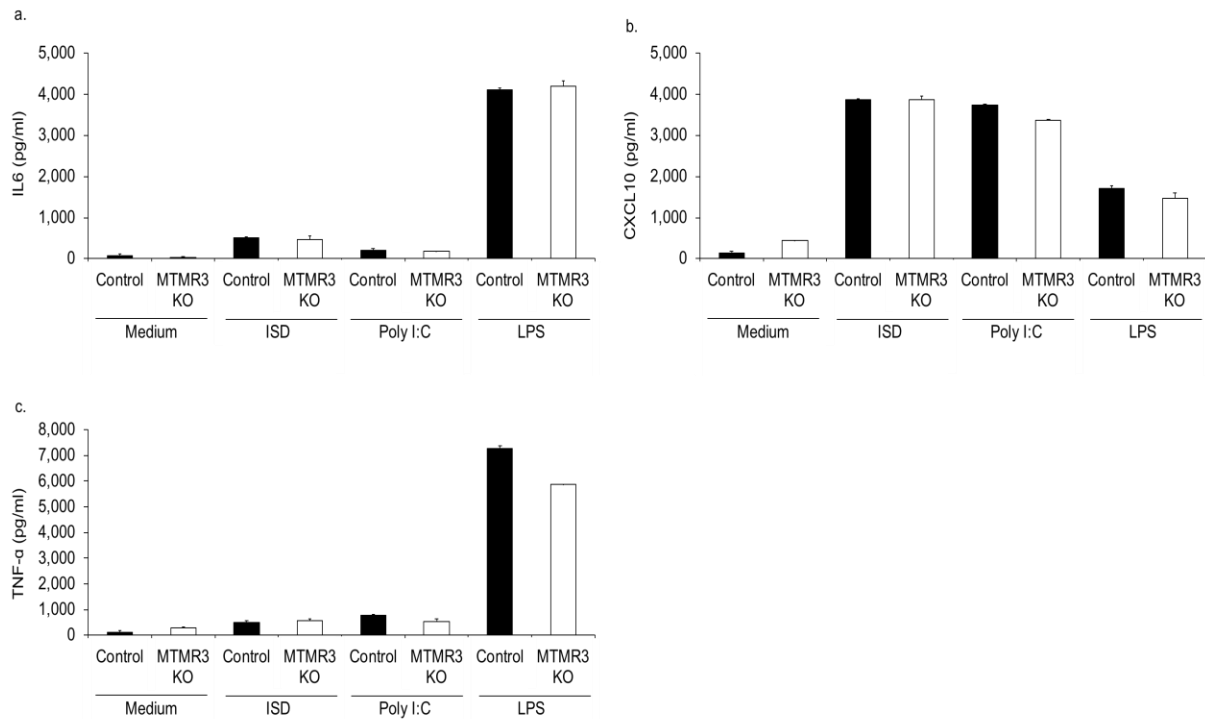 a.
5,000
4,000
3,000
2,000
1,000
0
IL6 (pg/ml)
Control MTMR3 KO Control MTMR3 KO Control MTMR3 KO Control MTMR3 KO
Medium ISD Poly I:C LPS
b.
5,000
4,000
3,000
2,000
1,000
0
CXCL10 (pg/ml)
Control MTMR3 KO Control MTMR3 KO Control MTMR3 KO Control MTMR3 KO
Medium ISD Poly I:C LPS
c.
8,000
7,000
6,000
5,000
4,000
3,000
2,000
1,000
0
TNF-α (pg/ml)
Control MTMR3 KO Control MTMR3 KO Control MTMR3 KO Control MTMR3 KO
Medium ISD Poly I:C LPS